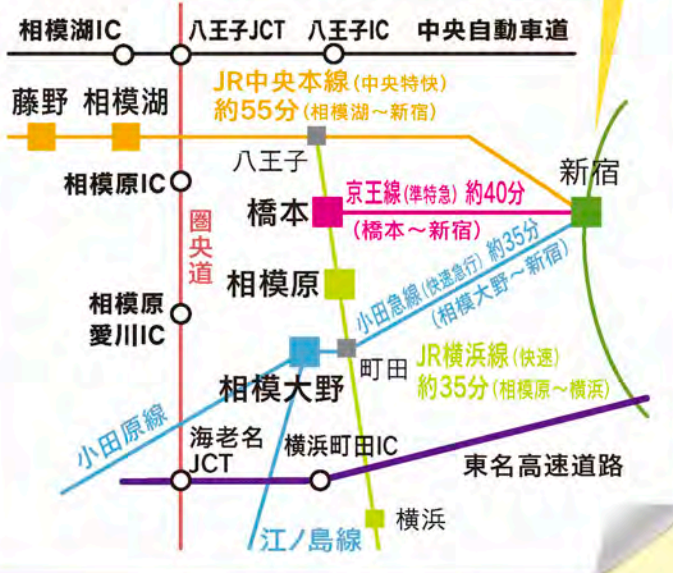 相模湖IC
八王子JCT
八王子IC
中央自動車道
JR中央本線(中央特快)
約55分(相模湖〜新宿)
藤野
相模湖
八王子
新宿
相模原IC
京王線(準特急) 約40分
(橋本〜新宿)
橋本
圏央道
相模原
小田急線(快速急行) 約35分
(相模大野〜新宿)
相模原
愛川IC
町田
JR横浜線(快速)
約35分(相模原〜横浜)
相模大野
小田原線
海老名
JCT
横浜町田IC
東名高速道路
横浜
江ノ島線